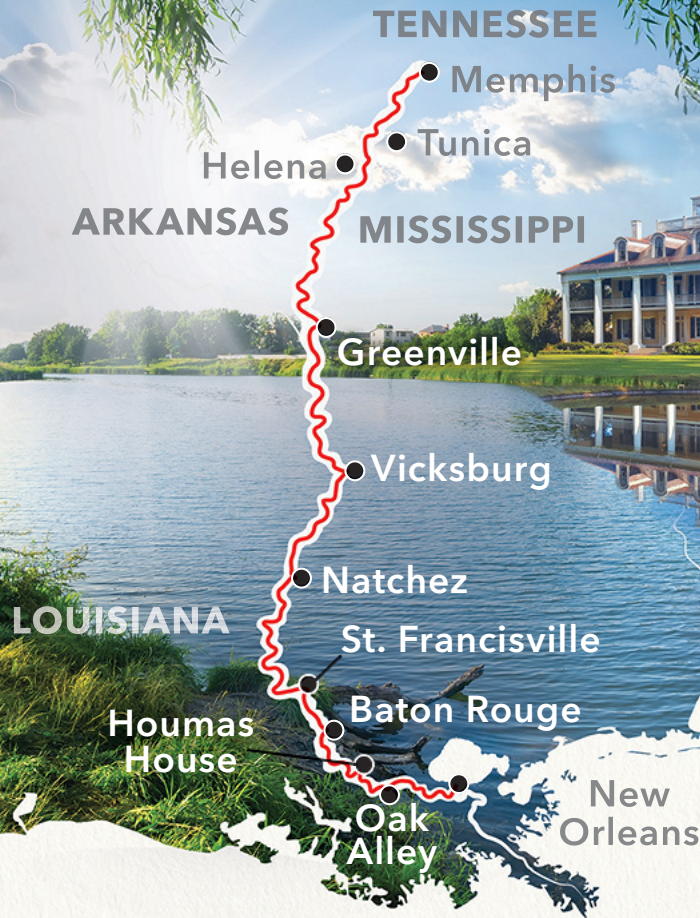 TENNESSEE
Memphis
Tunica
Helena
ARKANSAS
MISSISSIPPI
Greenville
Vicksburg
Natchez
LOUISIANA
St. Francisville
Baton Rouge
Houmas
House
New
Orleans
Oak
Alley